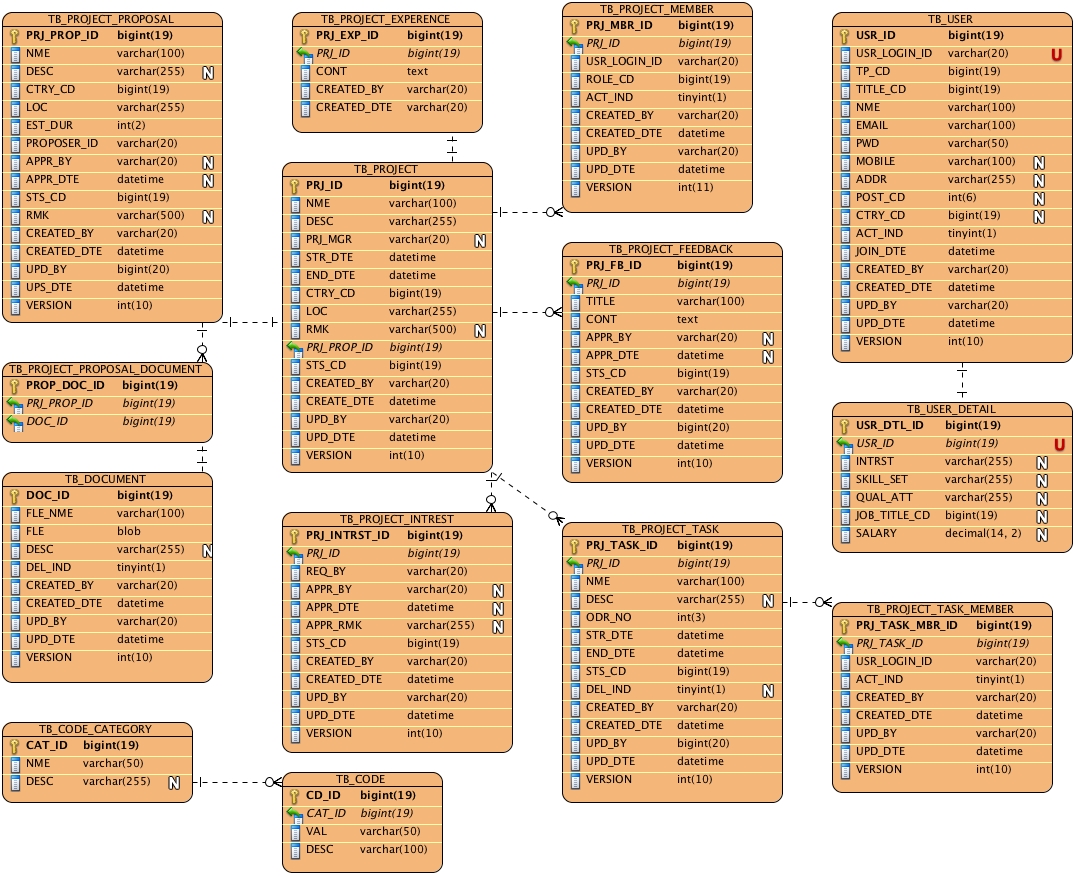 TB_PROJECT_PROPOSAL
PRJ_PROP_ID bigint(19)
NME varchar(100)
DESC varchar(255) N
CTRY_CD bigint(19)
LOC varchar(255)
EST_DUR int(2)
PROPOSER_ID varchar(20)
APPR_BY varchar(20) N
APPR_DTE datetime N
STS_CD bigint(19)
RMK varchar(500) N
CREATED_BY varchar(20)
CREATED_DTE datetime
UPD_BY bigint(20)
UPS_DTE datetime
VERSION int(10)
TB_PROJECT_EXPERENCE
PRJ_EXP_ID bigint(19)
PRJ_ID bigint(19)
CONT text
CREATED_BY varchar(20)
CREATED_DTE varchar(20)
TB_PROJECT_MEMBER
PRJ_MBR_ID bigint(19)
PRJ_ID bigint(19)
USR_LOGIN_ID varchar(20)
ROLE_CD bigint(19)
ACT_IND tinyint(1)
CREATED_BY varchar(20)
CREATED_DTE datetime
UPD_BY varchar(20)
UPD_DTE datetime
VERSION int(11)
TB_USER
USR_ID bigint(19)
USR_LOGIN_ID varchar(20) U
TP_CD bigint(19)
TITLE_CD bigint(19)
NME varchar(100)
EMAIL varchar(100)
PWD varchar(50)
MOBILE varchar(100) N
ADDR varchar(255) N
POST_CD int(6) N
CTRY_CD bigint(19) N
ACT_IND tinyint(1)
JOIN_DTE datetime
CREATED_BY varchar(20)
CREATED_DTE datetime
UPD_BY varchar(20)
UPD_DTE datetime
VERSION int(10)
TB_PROJECT
PRJ_ID bigint(19)
NME varchar(100)
DESC varchar(255)
PRJ_MGR varchar(20) N
STR_DTE datetime
END_DTE datetime
CTRY_CD bigint(19)
LOC varchar(255)
RMK varchar(500) N
PRJ_PROP_ID bigint(19)
STS_CD bigint(19)
CREATED_BY varchar(20)
CREATE_DTE datetime
UPD_BY varchar(20)
UPD_DTE datetime
VERSION int(10)
TB_PROJECT_FEEDBACK
PRJ_FB_ID bigint(19)
PRJ_ID bigint(19)
TITLE varchar(100)
CONT text
APPR_BY varchar(20) N
APPR_DTE datetime N
STS_CD bigint(19)
CREATED_BY varchar(20)
CREATED_DTE datetime
UPD_BY bigint(20)
UPD_DTE datetime
VERSION int(10)
TB_PROJECT_PROPOSAL_DOCUMENT
PROP_DOC_ID bigint(19)
PRJ_PROP_ID bigint(19)
DOC_ID bigint(19)
TB_USER_DETAIL
USR_DTL_ID bigint(19)
USR_ID bigint(19) U
INTRST varchar(255) N
SKILL_SET varchar(255) N
QUAL_ATT varchar(255) N
JOB_TITLE_CD bigint(19) N
SALARY decimal(14, 2) N
TB_DOCUMENT
DOC_ID bigint(19)
FLE_NME varchar(100)
FLE blob
DESC varchar(255) N
DEL_IND tinyint(1)
CREATED_BY varchar(20)
CREATED_DTE datetime
UPD_BY varchar(20)
UPD_DTE datetime
VERSION int(10)
TB_PROJECT_INTREST
PRJ_INTRST_ID bigint(19)
PRJ_ID bigint(19)
REQ_BY varchar(20)
APPR_BY varchar(20) N
APPR_DTE datetime N
APPR_RMK varchar(255) N
STS_CD bigint(19)
CREATED_BY varchar(20)
CREATED_DTE datetime
UPD_BY varchar(20)
UPD_DTE datetime
VERSION int(10)
TB_PROJECT_TASK
PRJ_TASK_ID bigint(19)
PRJ_ID bigint(19)
NME varchar(100)
DESC varchar(255) N
ODR_NO int(3)
STR_DTE datetime
END_DTE datetime
STS_CD bigint(19)
DEL_IND tinyint(1) N
CREATED_BY varchar(20)
CREATED_DTE datetime
UPD_BY bigint(20)
UPD_DTE datetime
VERSION int(10)
TB_PROJECT_TASK_MEMBER
PRJ_TASK_MBR_ID bigint(19)
PRJ_TASK_ID bigint(19)
USR_LOGIN_ID varchar(20)
ACT_IND tinyint(1)
CREATED_BY varchar(20)
CREATED_DTE datetime
UPD_BY varchar(20)
UPD_DTE datetime
VERSION int(10)
TB_CODE_CATEGORY
CAT_ID bigint(19)
NME varchar(50)
DESC varchar(255) N
TB_CODE
CD_ID bigint(19)
CAT_ID bigint(19)
VAL varchar(50)
DESC varchar(100)